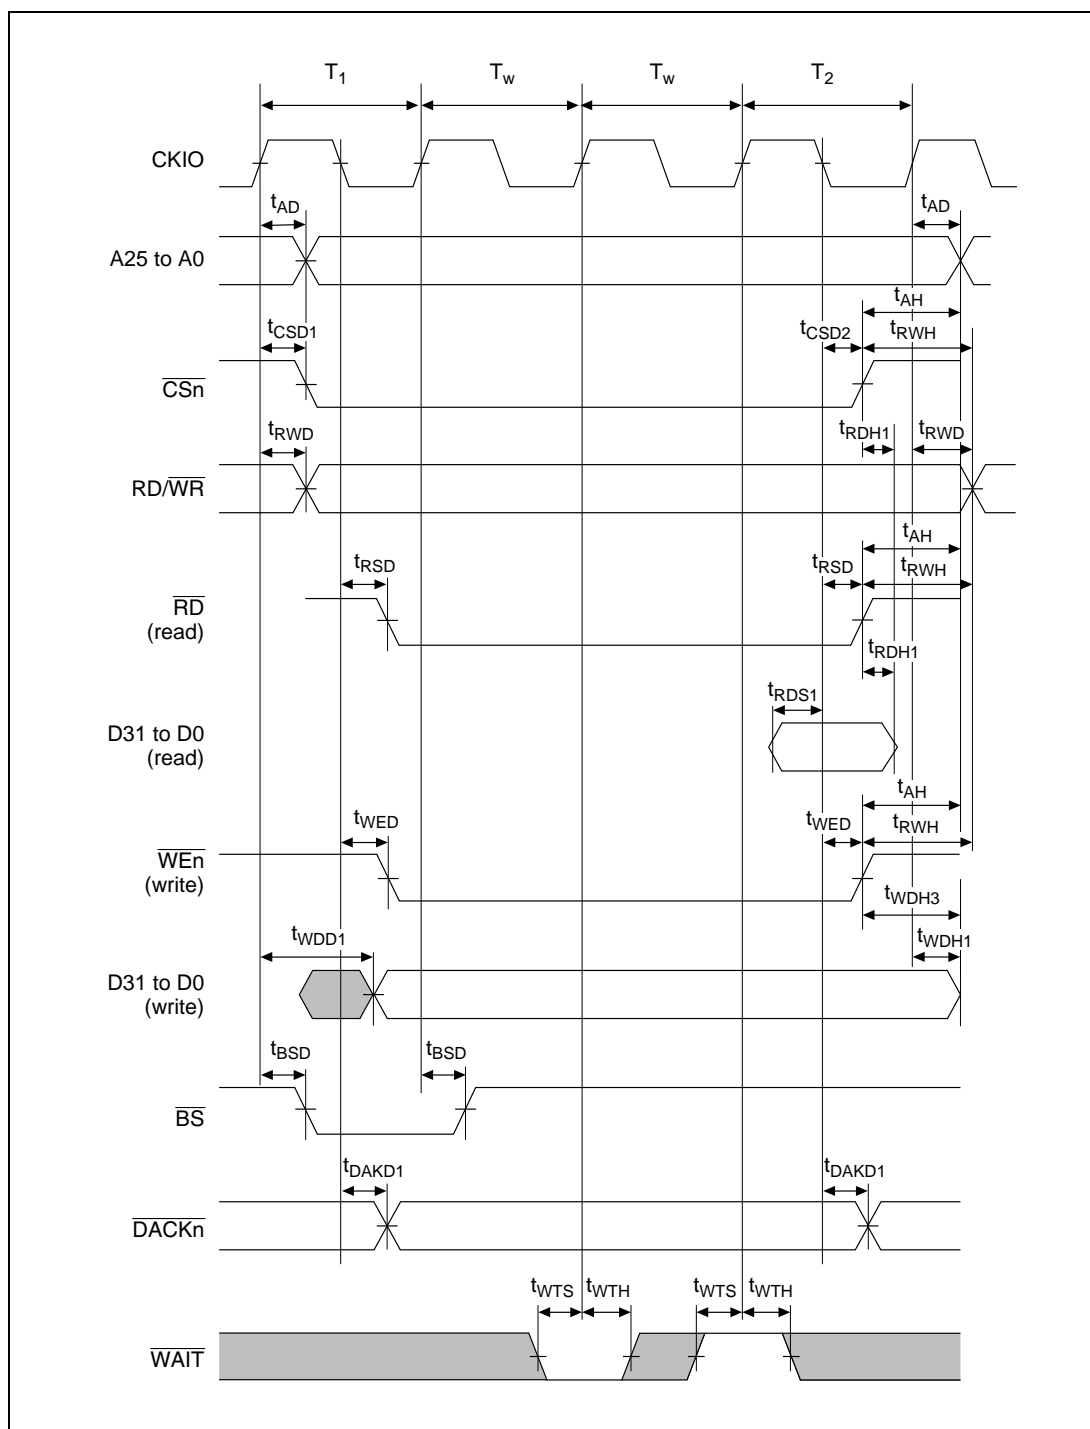 T1 Tw Tw T2
CKIO
tAD tAD
A25 to A0
tAH
tCSD1 tCSD2 tRWH
CSn
tRWD tRDH1 tRWD
RD/WR
tAH
tRSD tRSD tRWH
RD
(read)
tRDH1
tRDS1
D31 to D0
(read)
tAH
tWED tWED tRWH
WEn
(write)
tWDH3
tWDD1 tWDH1
D31 to D0
(write)
tBSD tBSD
BS
tDAKD1 tDAKD1
DACKn
tWTS tWTH tWTS tWTH
WAIT